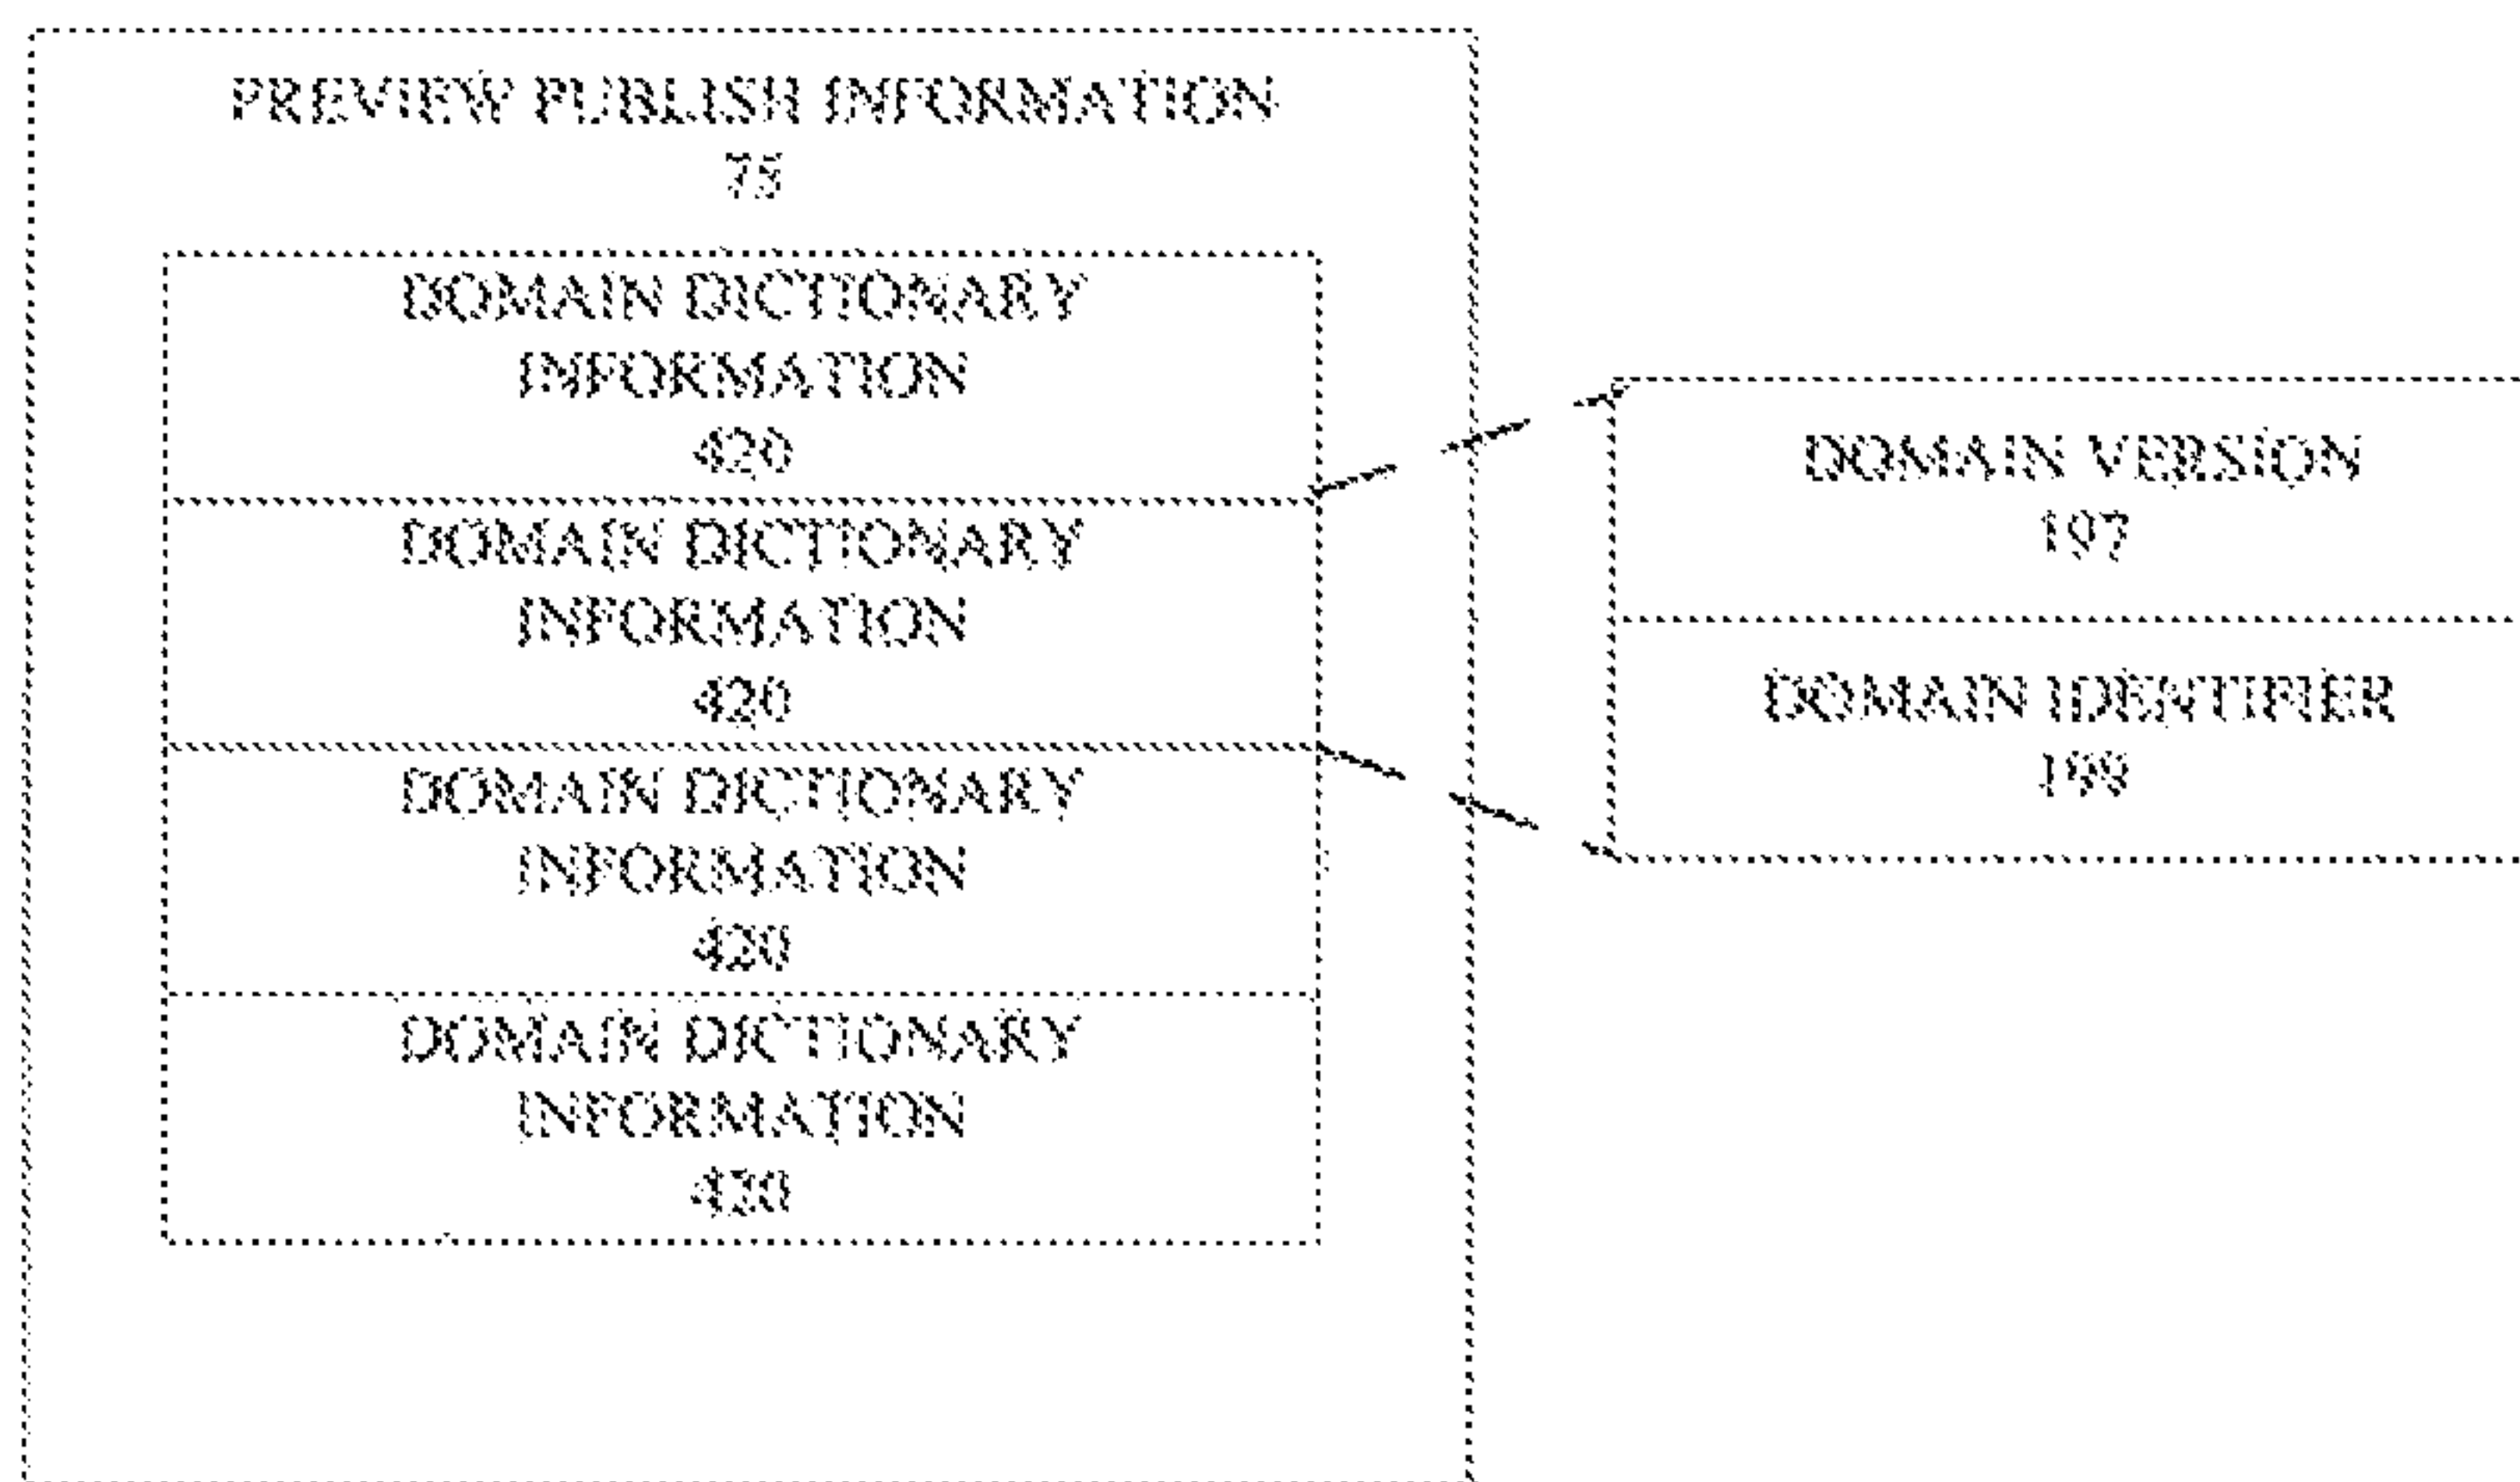 PREVIEW PUBLISH INFORMATION
75
DOMAIN DICTIONARY
INFORMATION
420
DOMAIN DICTIONARY
INFORMATION
420
DOMAIN DICTIONARY
INFORMATION
420
DOMAIN DICTIONARY
INFORMATION
420
DOMAIN VERSION
197
DOMAIN IDENTIFIER
198